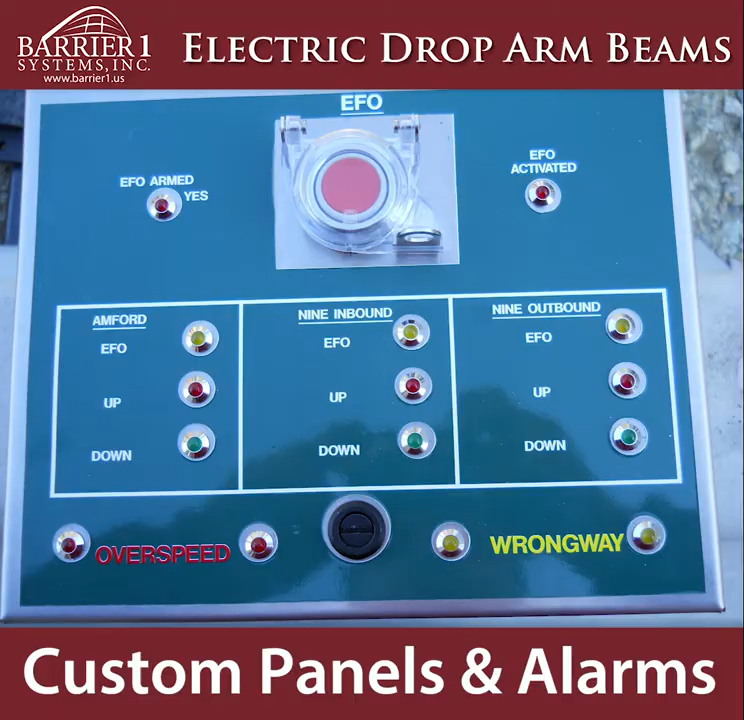 BARRIER1
SYSTEMS, INC.
www.barrier1.us
ELECTRIC DROP ARM BEAMS
EFO
EFO ARMED
YES
EFO
ACTIVATED
AMFORD
EFO
UP
DOWN
NINE INBOUND
EFO
UP
DOWN
NINE OUTBOUND
EFO
UP
DOWN
OVERSPEED
WRONGWAY
Custom Panels & Alarms